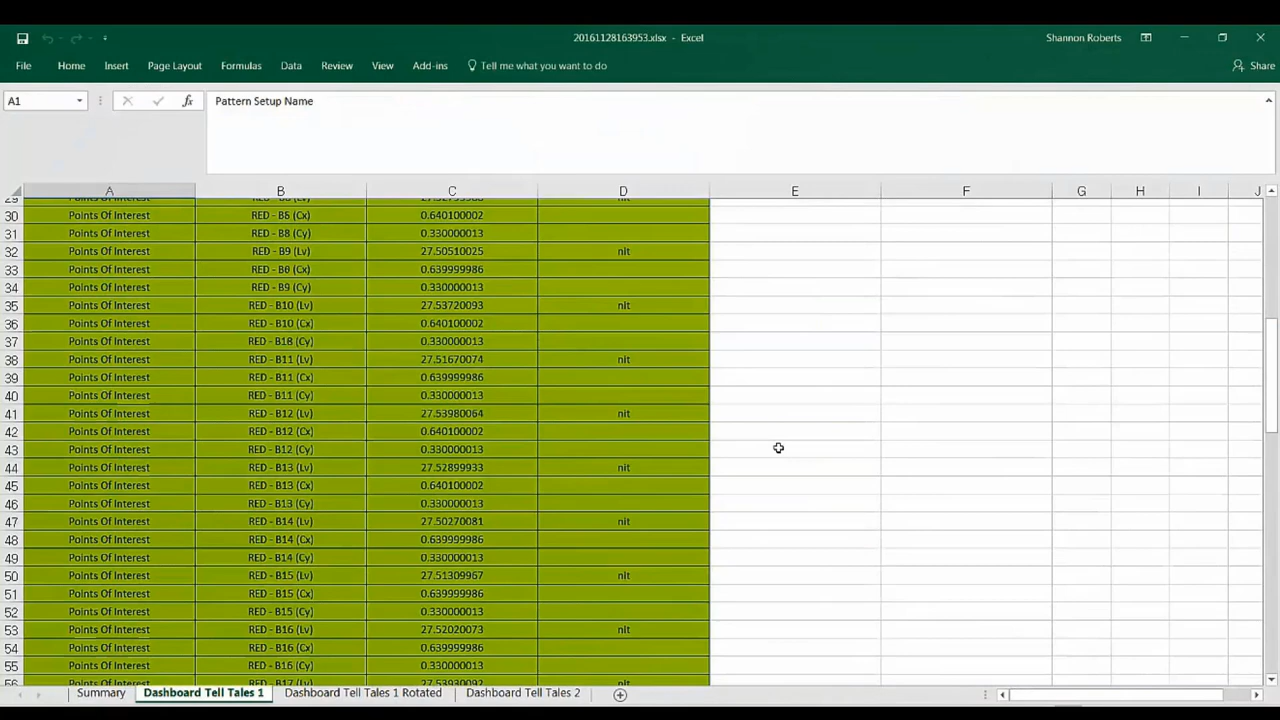 20161128163953.xlsx - Excel
Shannon Roberts
File Home Insert Page Layout Formulas Data Review View Add-ins Tell me what you want to do Share
A1 fx Pattern Setup Name
A B C D E F G H I J
29
30 Points Of Interest RED - B8 (Cx) 0.640100002
31 Points Of Interest RED - B8 (Cy) 0.330000013
32 Points Of Interest RED - B9 (Lv) 27.50510025 nit
33 Points Of Interest RED - B9 (Cx) 0.639999986
34 Points Of Interest RED - B9 (Cy) 0.330000013
35 Points Of Interest RED - B10 (Lv) 27.53720093 nit
36 Points Of Interest RED - B10 (Cx) 0.640100002
37 Points Of Interest RED - B10 (Cy) 0.330000013
38 Points Of Interest RED - B11 (Lv) 27.51670074 nit
39 Points Of Interest RED - B11 (Cx) 0.639999986
40 Points Of Interest RED - B11 (Cy) 0.330000013
41 Points Of Interest RED - B12 (Lv) 27.53980064 nit
42 Points Of Interest RED - B12 (Cx) 0.640100002
43 Points Of Interest RED - B12 (Cy) 0.330000013
44 Points Of Interest RED - B13 (Lv) 27.52899933 nit
45 Points Of Interest RED - B13 (Cx) 0.640100002
46 Points Of Interest RED - B13 (Cy) 0.330000013
47 Points Of Interest RED - B14 (Lv) 27.50270081 nit
48 Points Of Interest RED - B14 (Cx) 0.639999986
49 Points Of Interest RED - B14 (Cy) 0.330000013
50 Points Of Interest RED - B15 (Lv) 27.51309967 nit
51 Points Of Interest RED - B15 (Cx) 0.639999986
52 Points Of Interest RED - B15 (Cy) 0.330000013
53 Points Of Interest RED - B16 (Lv) 27.52020073 nit
54 Points Of Interest RED - B16 (Cx) 0.639999986
55 Points Of Interest RED - B16 (Cy) 0.330000013
56 Points Of Interest RED - B17 (Lv) 27.53930092 nit
Summary Dashboard Tell Tales 1 Dashboard Tell Tales 1 Rotated Dashboard Tell Tales 2